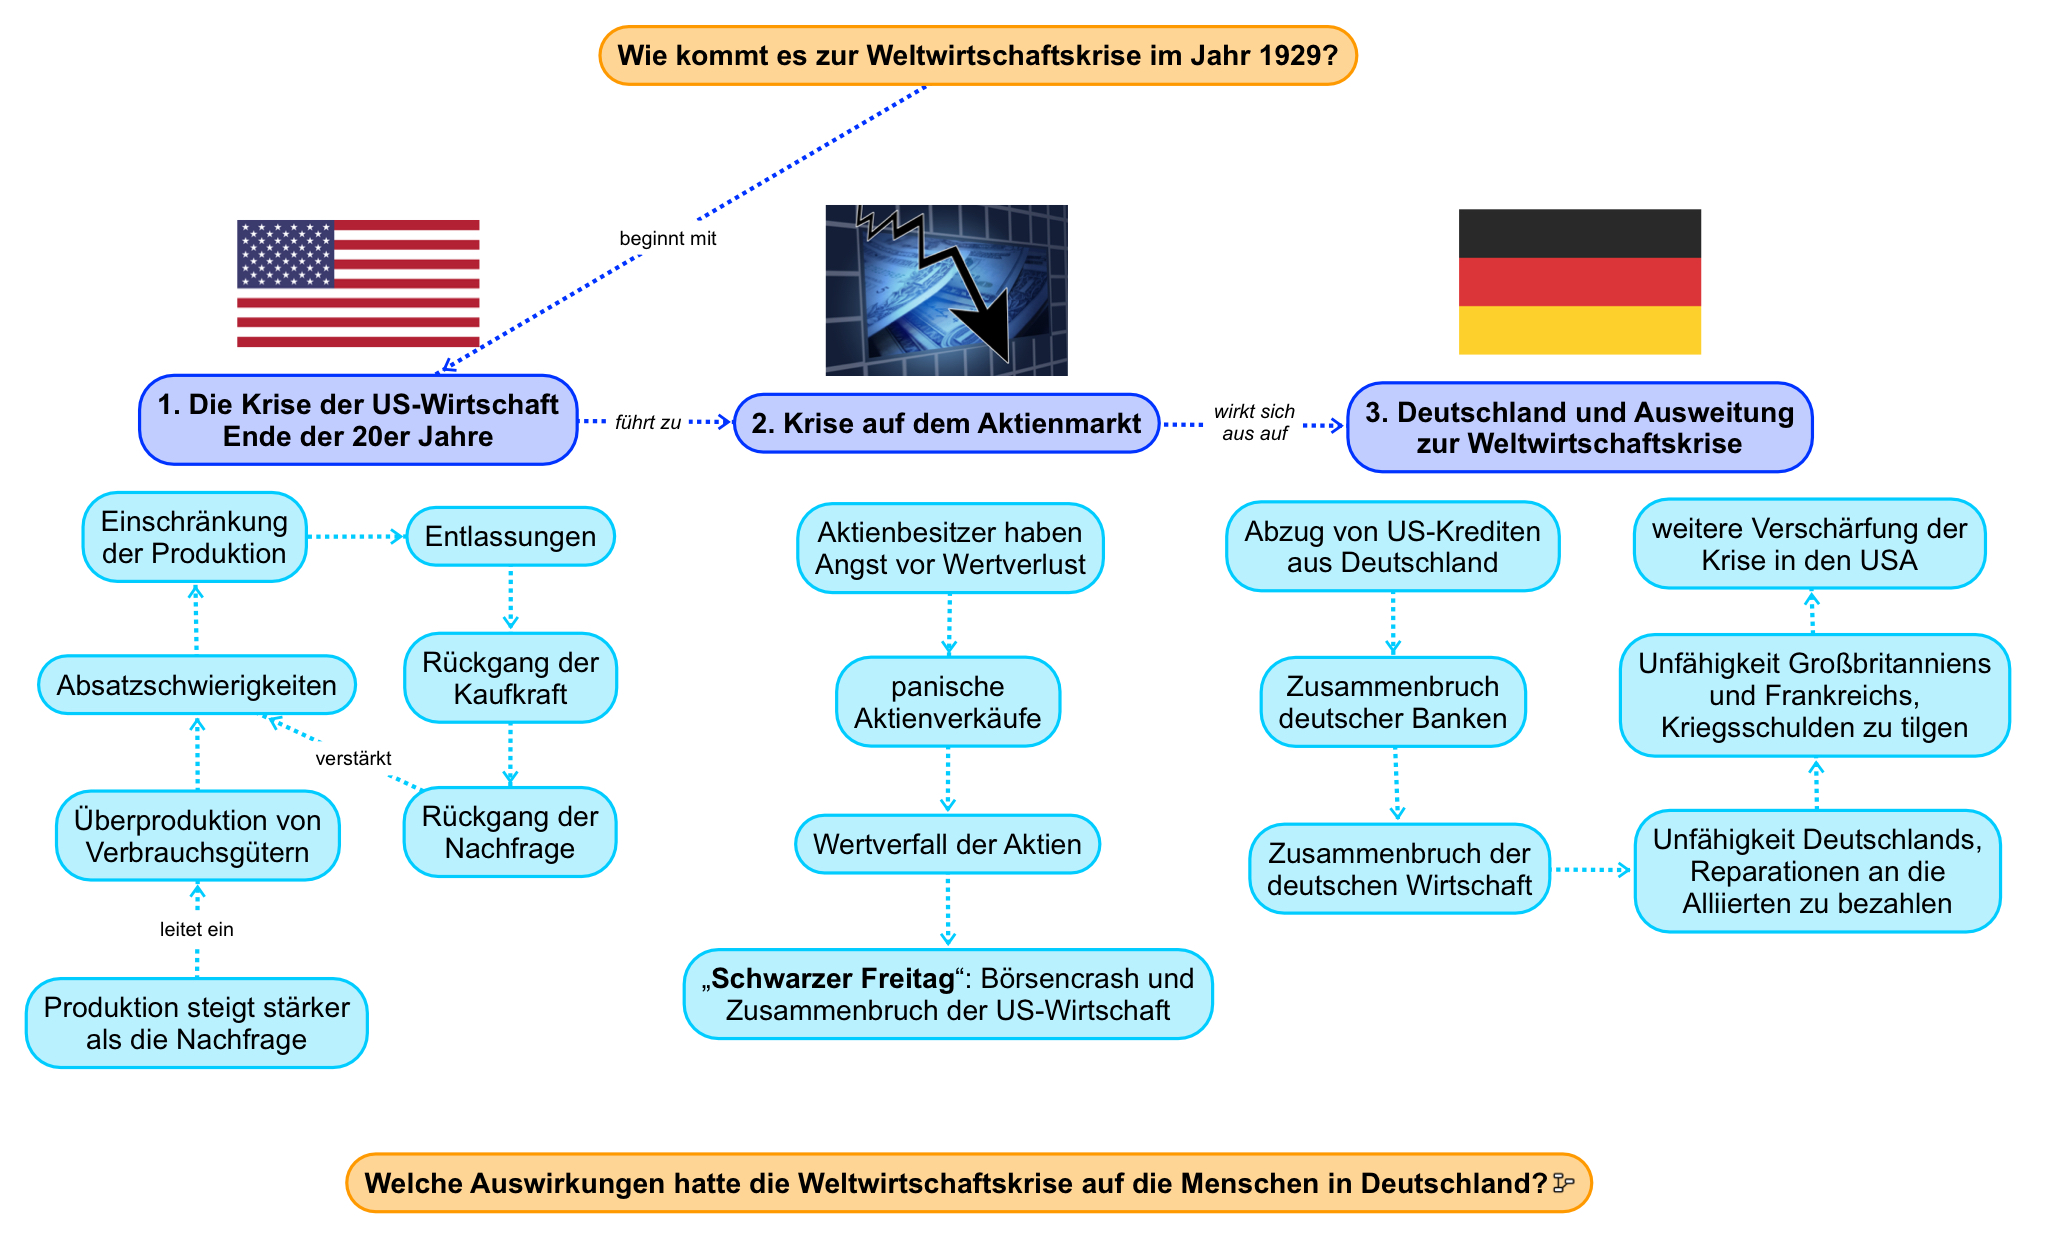 Wie kommt es zur Weltwirtschaftskrise im Jahr 1929?
beginnt mit
1. Die Krise der US-Wirtschaft
Ende der 20er Jahre
führt zu
2. Krise auf dem Aktienmarkt
wirkt sich
aus auf
3. Deutschland und Ausweitung
zur Weltwirtschaftskrise
Einschränkung
der Produktion
Entlassungen
Absatzschwierigkeiten
Rückgang der
Kaufkraft
verstärkt
Überproduktion von
Verbrauchsgütern
Rückgang der
Nachfrage
leitet ein
Produktion steigt stärker
als die Nachfrage
Aktienbesitzer haben
Angst vor Wertverlust
panische
Aktienverkäufe
Wertverfall der Aktien
„Schwarzer Freitag“: Börsencrash und
Zusammenbruch der US-Wirtschaft
Abzug von US-Krediten
aus Deutschland
Zusammenbruch
deutscher Banken
Zusammenbruch der
deutschen Wirtschaft
weitere Verschärfung der
Krise in den USA
Unfähigkeit Großbritanniens
und Frankreichs,
Kriegsschulden zu tilgen
Unfähigkeit Deutschlands,
Reparationen an die
Alliierten zu bezahlen
Welche Auswirkungen hatte die Weltwirtschaftskrise auf die Menschen in Deutschland?